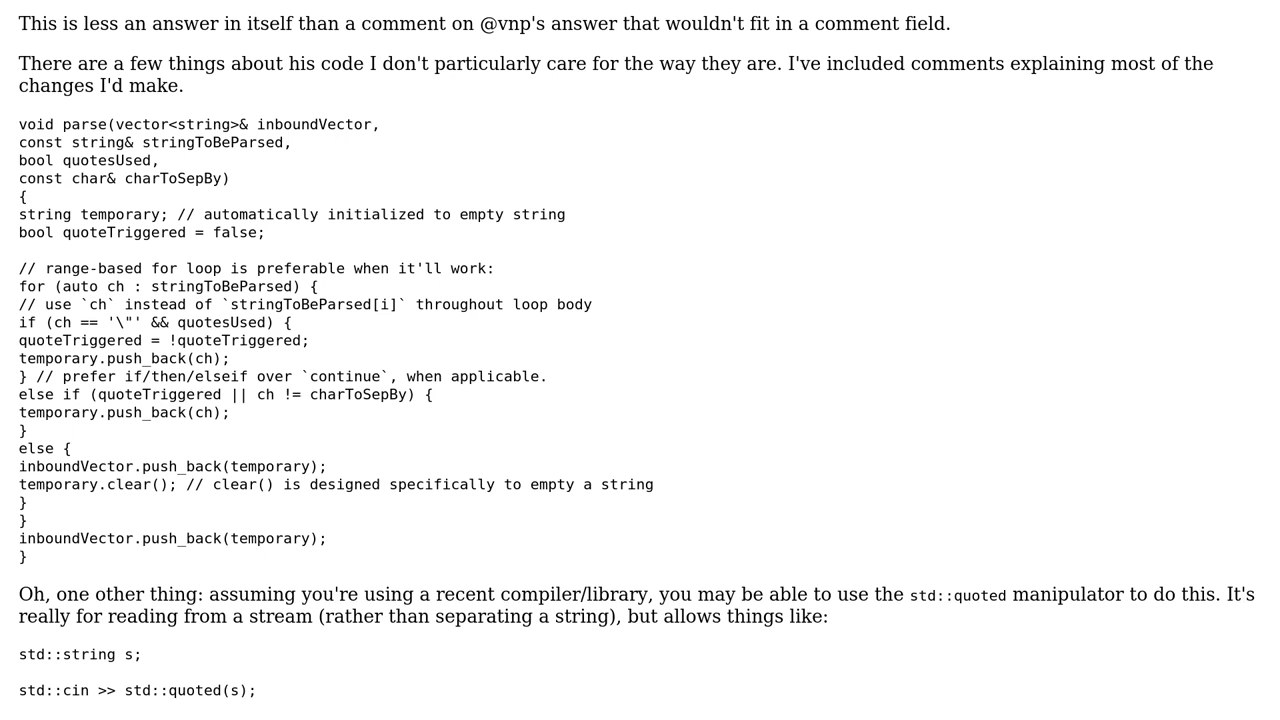 This is less an answer in itself than a comment on @vnp's answer that wouldn't fit in a comment field.
There are a few things about his code I don't particularly care for the way they are. I've included comments explaining most of the
changes I'd make.
void parse(vector<string>& inboundVector,
const string& stringToBeParsed,
bool quotesUsed,
const char& charToSepBy)
{
string temporary; // automatically initialized to empty string
bool quoteTriggered = false;
// range-based for loop is preferable when it'll work:
for (auto ch : stringToBeParsed) {
// use `ch` instead of `stringToBeParsed[i]` throughout loop body
if (ch == '\"' && quotesUsed) {
quoteTriggered = !quoteTriggered;
temporary.push_back(ch);
} // prefer if/then/elseif over `continue`, when applicable.
else if (quoteTriggered || ch != charToSepBy) {
temporary.push_back(ch);
}
else {
inboundVector.push_back(temporary);
temporary.clear(); // clear() is designed specifically to empty a string
}
}
inboundVector.push_back(temporary);
}
Oh, one other thing: assuming you're using a recent compiler/library, you may be able to use the std::quoted manipulator to do this. It's
really for reading from a stream (rather than separating a string), but allows things like:
std::string s;
std::cin >> std::quoted(s);